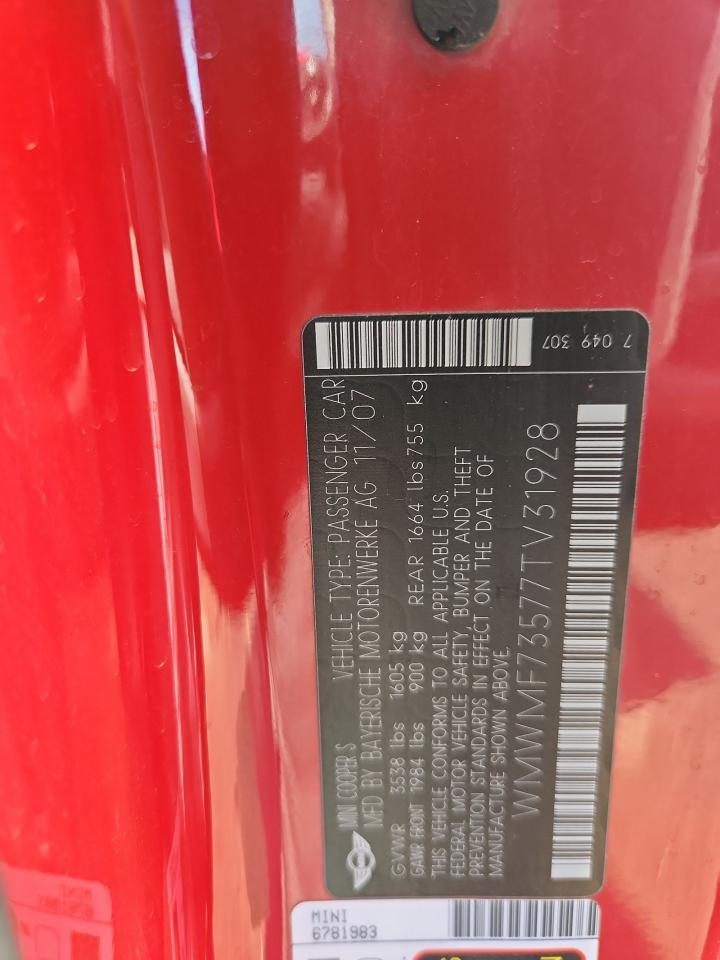 7 049 307
MINI COOPER S VEHICLE TYPE: PASSENGER CAR
MFD BY BAYERISCHE MOTORENWERKE AG 11/07
GVWR 3538 lbs 1605 kg
GAWR FRONT 1984 lbs 900 kg REAR 1664 lbs 755 kg
THIS VEHICLE CONFORMS TO ALL APPLICABLE U.S.
FEDERAL MOTOR VEHICLE SAFETY, BUMPER AND THEFT
PREVENTION STANDARDS IN EFFECT ON THE DATE OF
MANUFACTURE SHOWN ABOVE.
WMWMF73577TV31928
MINI
6781983